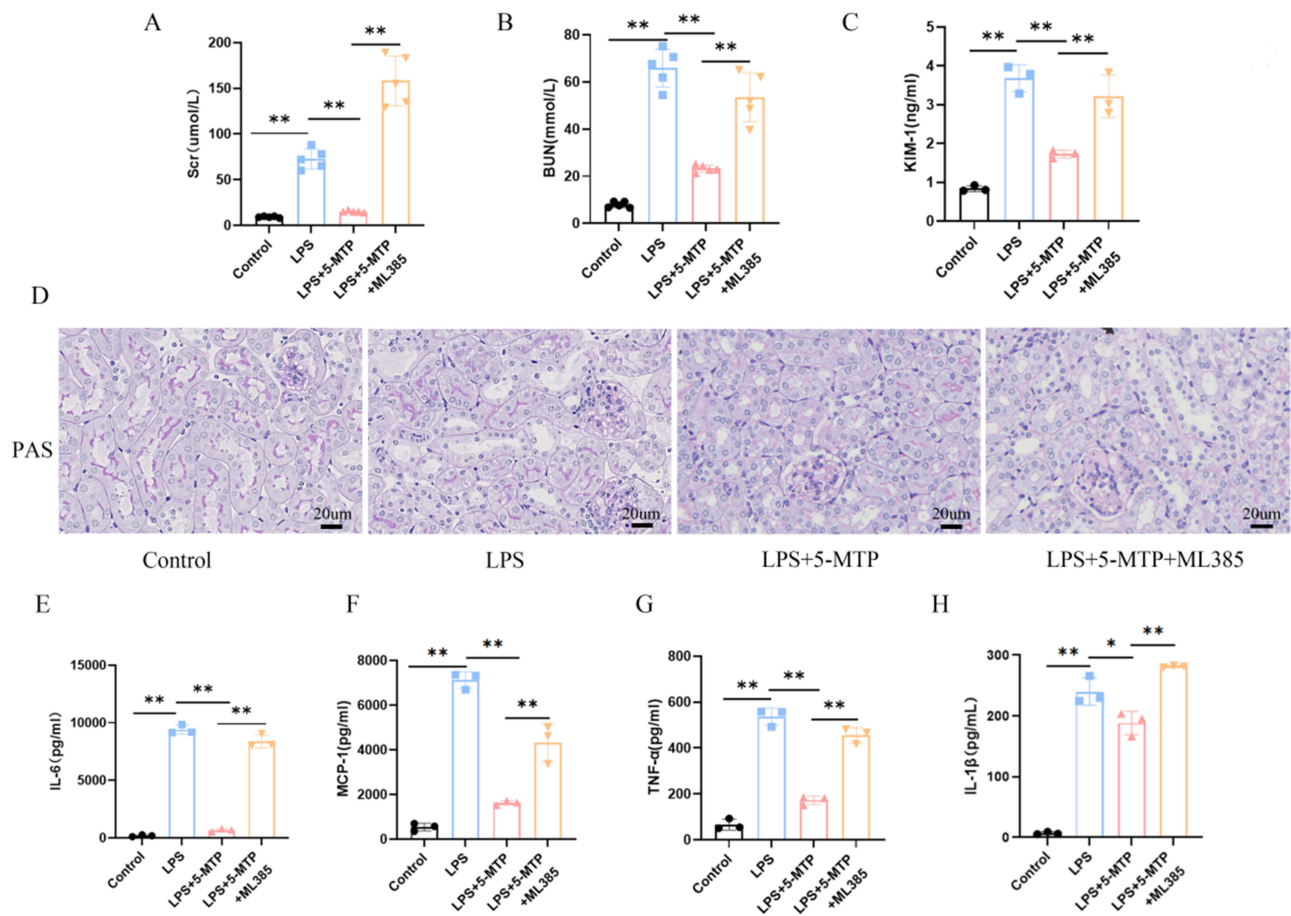 A
Scr(umol/L)
200
150
100
50
0
**
**
**
Control
LPS
LPS+5-MTP
LPS+5-MTP
+ML385
B
BUN(mmol/L)
80
60
40
20
0
**
**
**
Control
LPS
LPS+5-MTP
LPS+5-MTP
+ML385
C
KIM-1(ng/ml)
5
4
3
2
1
0
**
**
**
Control
LPS
LPS+5-MTP
LPS+5-MTP
+ML385
D
PAS
20um
20um
20um
20um
Control
LPS
LPS+5-MTP
LPS+5-MTP+ML385
E
IL-6(pg/ml)
15000
10000
5000
0
**
**
**
Control
LPS
LPS+5-MTP
LPS+5-MTP
+ML385
F
MCP-1(pg/ml)
8000
6000
4000
2000
0
**
**
**
Control
LPS
LPS+5-MTP
LPS+5-MTP
+ML385
G
TNF-α(pg/ml)
800
600
400
200
0
**
**
**
Control
LPS
LPS+5-MTP
LPS+5-MTP
+ML385
H
IL-1β(pg/mL)
300
200
100
0
**
*
**
Control
LPS
LPS+5-MTP
LPS+5-MTP
+ML385